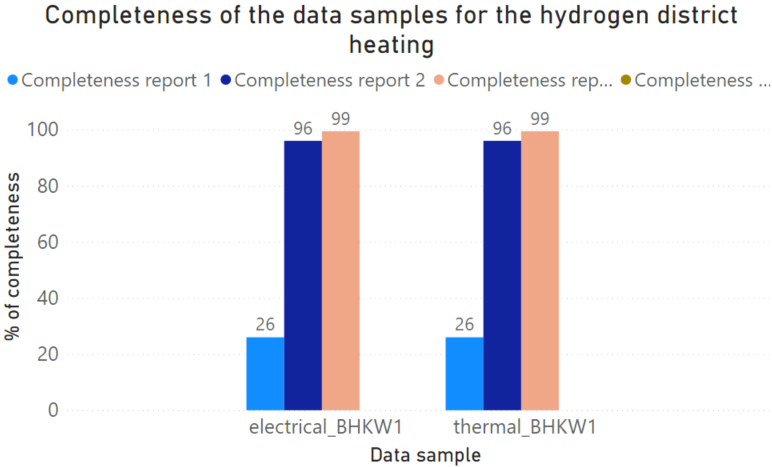 Completeness of the data samples for the hydrogen district
heating
Completeness report 1 Completeness report 2 Completeness rep... Completeness ...
% of completeness
100
80
60
40
20
0
26 96 99
26 96 99
electrical_BHKW1 thermal_BHKW1
Data sample